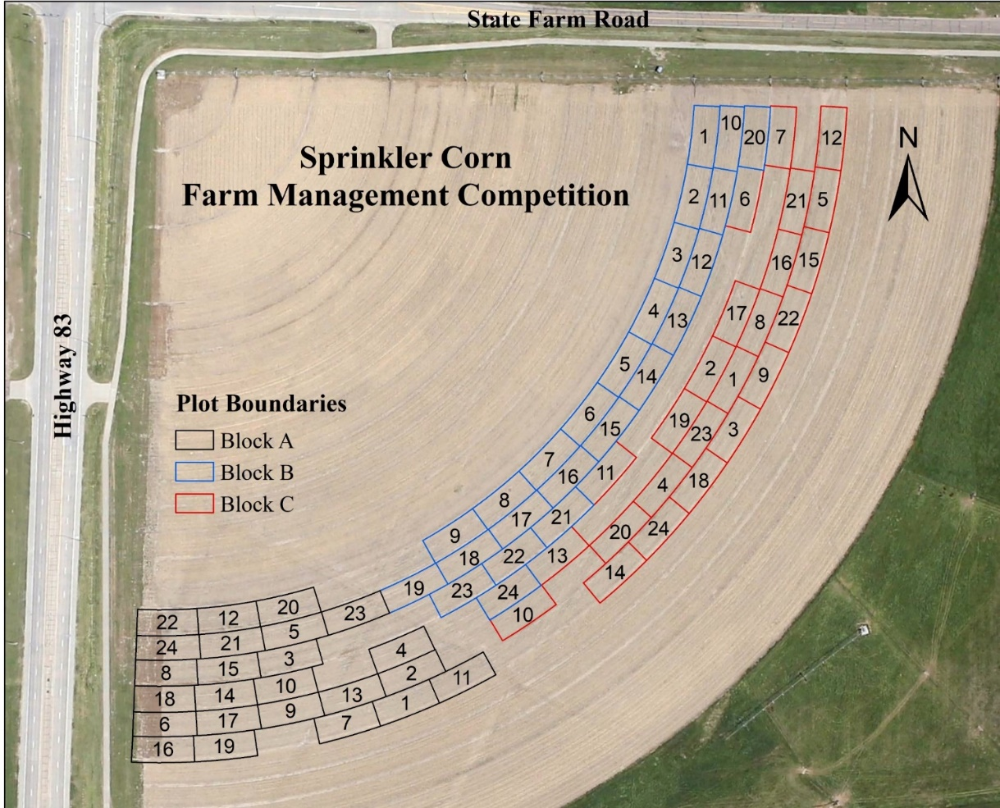 State Farm Road
N
Sprinkler Corn
Farm Management Competition
Highway 83
Plot Boundaries
Block A
Block B
Block C
1 10 20 7 12
2 11 6 21 5
3 12 16 15
4 13 17 8 22
5 14 2 1 9
6 15 19 23 3
7 16 11 4 18
8 17 21 20 24
9 18 22 13 14
19 23 24 10
22 12 20 23
24 21 5
8 15 3 4
18 14 10 13 2 11
6 17 9 7 1
16 19